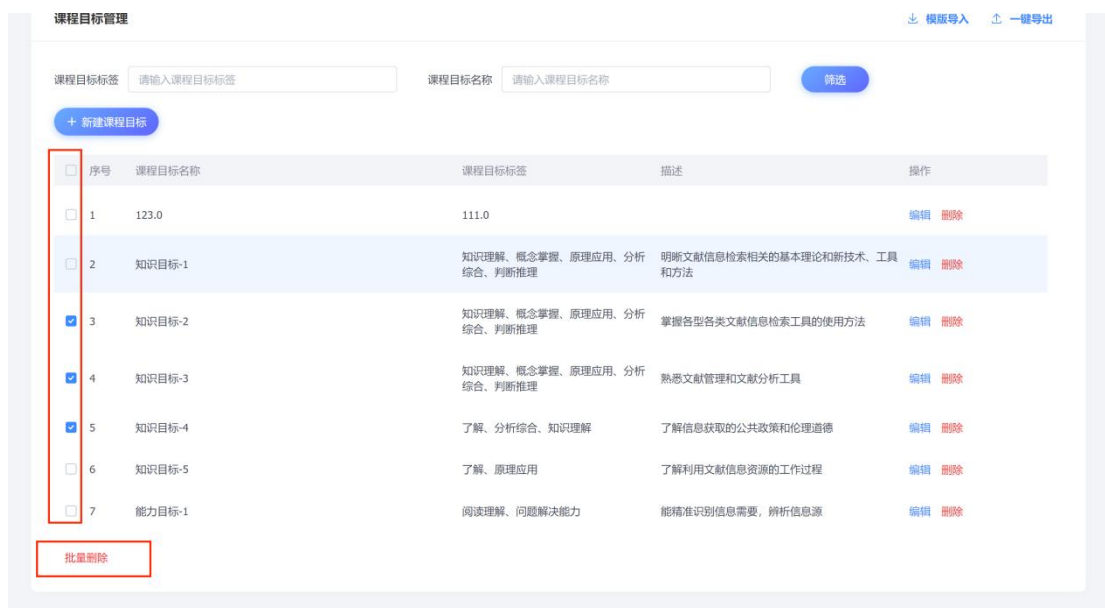 课程目标管理 模版导入 一键导出
课程目标标签 请输入课程目标标签 课程目标名称 请输入课程目标名称 筛选
+ 新建课程目标
序号 课程目标名称 课程目标标签 描述 操作
1 123.0 111.0 编辑 删除
2 知识目标-1 知识理解、概念掌握、原理应用、分析综合、判断推理 明晰文献信息检索相关的基本理论和新技术、工具和方法 编辑 删除
3 知识目标-2 知识理解、概念掌握、原理应用、分析综合、判断推理 掌握各型各类文献信息检索工具的使用方法 编辑 删除
4 知识目标-3 知识理解、概念掌握、原理应用、分析综合、判断推理 熟悉文献管理和文献分析工具 编辑 删除
5 知识目标-4 了解、分析综合、知识理解 了解信息获取的公共政策和伦理道德 编辑 删除
6 知识目标-5 了解、原理应用 了解利用文献信息资源的工作过程 编辑 删除
7 能力目标-1 阅读理解、问题解决能力 能精准识别信息需要，辨析信息源 编辑 删除
批量删除